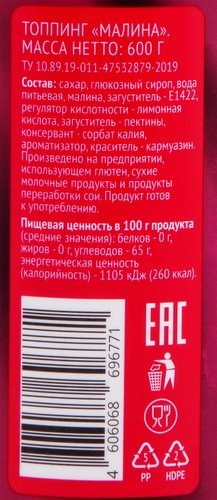 ТОППИНГ «МАЛИНА».
МАССА НЕТТО: 600 Г
ТУ 10.89.19-011-47532879-2019
Состав: сахар, глюкозный сироп, вода
питьевая, малина, загуститель - Е1422,
регулятор кислотности - лимонная
кислота, загуститель - пектины,
консервант - сорбат калия,
ароматизатор, краситель - кармуазин.
Произведено на предприятии,
использующем глютен, сухие
молочные продукты и продукты
переработки сои. Продукт готов
к употреблению.
Пищевая ценность в 100 г продукта
(средние значения): белков - 0 г,
жиров - 0 г, углеводов - 65 г,
энергетическая ценность
(калорийность) - 1105 кДж (260 ккал).
4 606068 696771
EAC
5
PP
2
HDPE